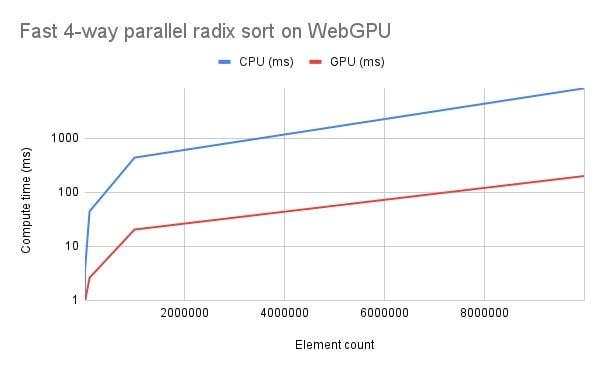 Fast 4-way parallel radix sort on WebGPU
CPU (ms) GPU (ms)
Compute time (ms)
1000
100
10
1
2000000 4000000 6000000 8000000
Element count